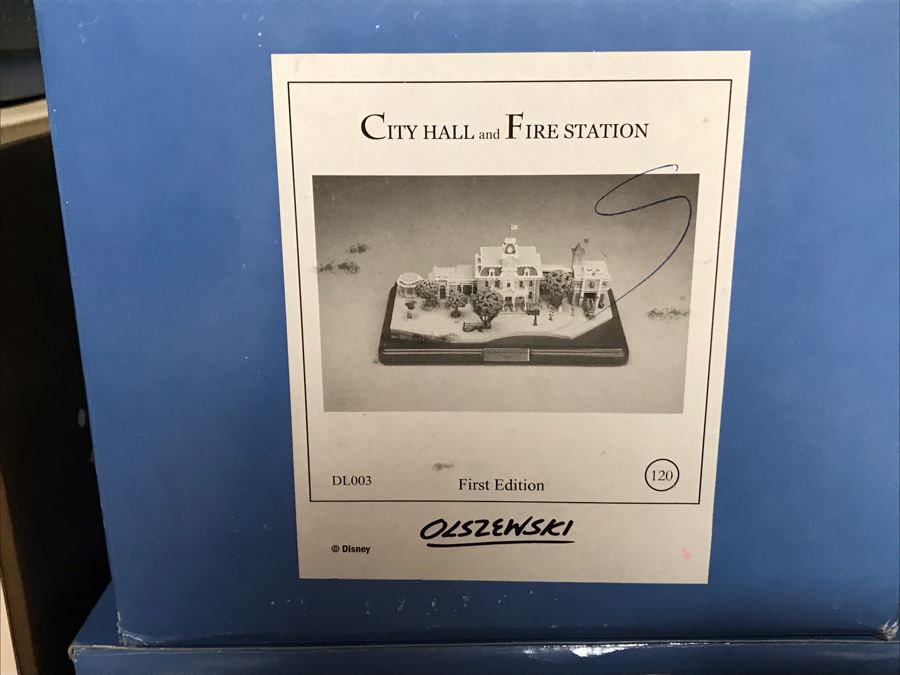 CITY HALL and FIRE STATION
DL003
First Edition
120
OLSZEWSKI
© Disney